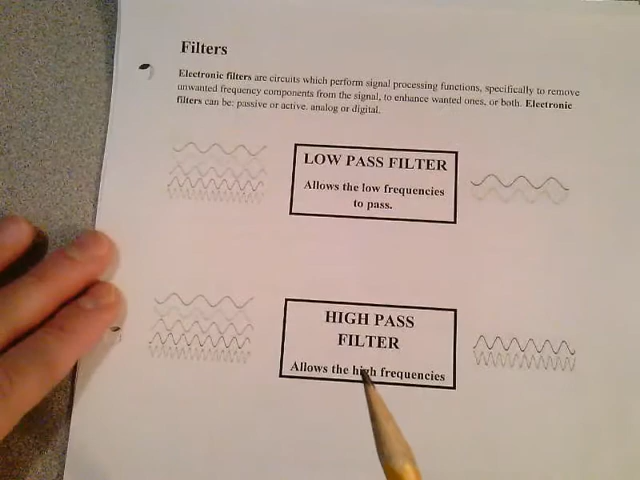 Filters
Electronic filters are circuits which perform signal processing functions, specifically to remove
unwanted frequency components from the signal, to enhance wanted ones, or both. Electronic
filters can be: passive or active. analog or digital.
LOW PASS FILTER
Allows the low frequencies
to pass.
HIGH PASS
FILTER
Allows the high frequencies